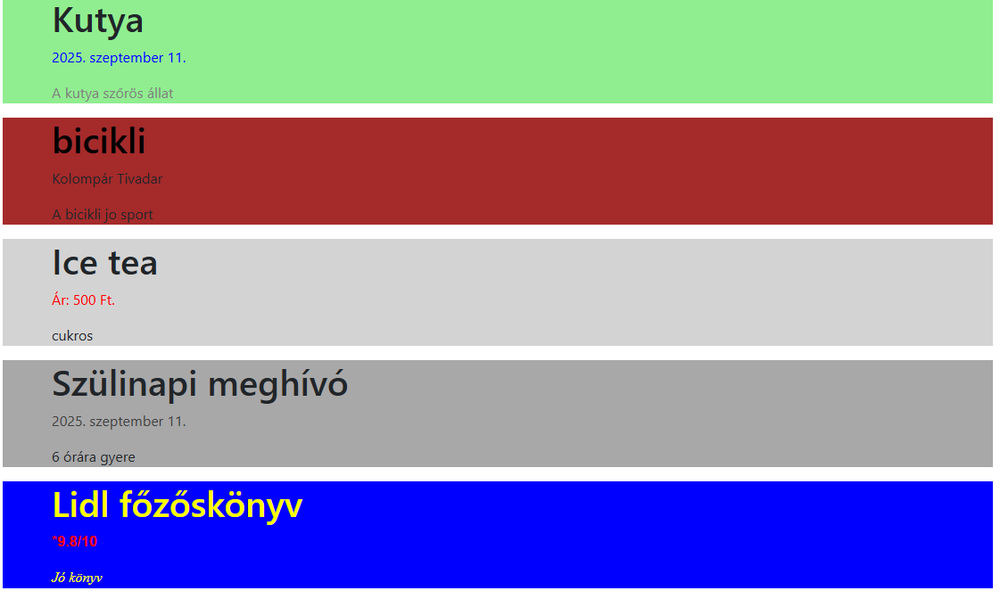 Kutya
2025. szeptember 11.
A kutya szőrös állat
bicikli
Kolompár Tivadar
A bicikli jo sport
Ice tea
Ár: 500 Ft.
cukros
Szülinapi meghívó
2025. szeptember 11.
6 órára gyere
Lidl főzőskönyv
*9.8/10
Jó könyv